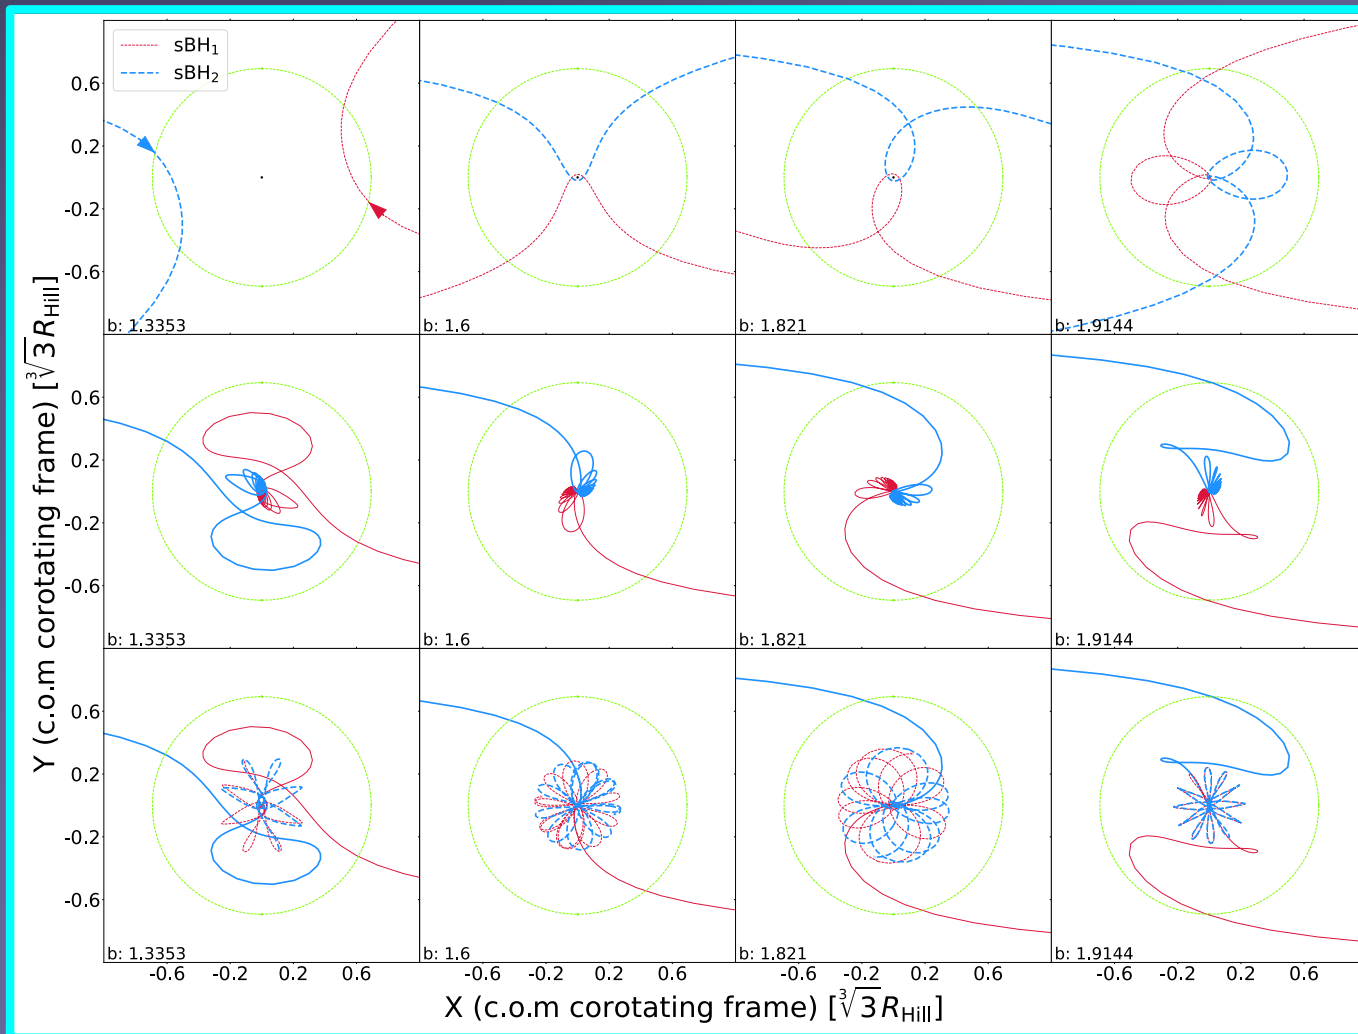 sBH₁
sBH₂
0.6
0.2
-0.2
-0.6
b: 1.3353
b: 1.6
b: 1.821
b: 1.9144
0.6
0.2
-0.2
-0.6
b: 1.3353
b: 1.6
b: 1.821
b: 1.9144
0.6
0.2
-0.2
-0.6
b: 1.3353
b: 1.6
b: 1.821
b: 1.9144
-0.6 -0.2 0.2 0.6
-0.6 -0.2 0.2 0.6
-0.6 -0.2 0.2 0.6
-0.6 -0.2 0.2 0.6
Y (c.o.m corotating frame) [∛3 R_Hill]
X (c.o.m corotating frame) [∛3 R_Hill]